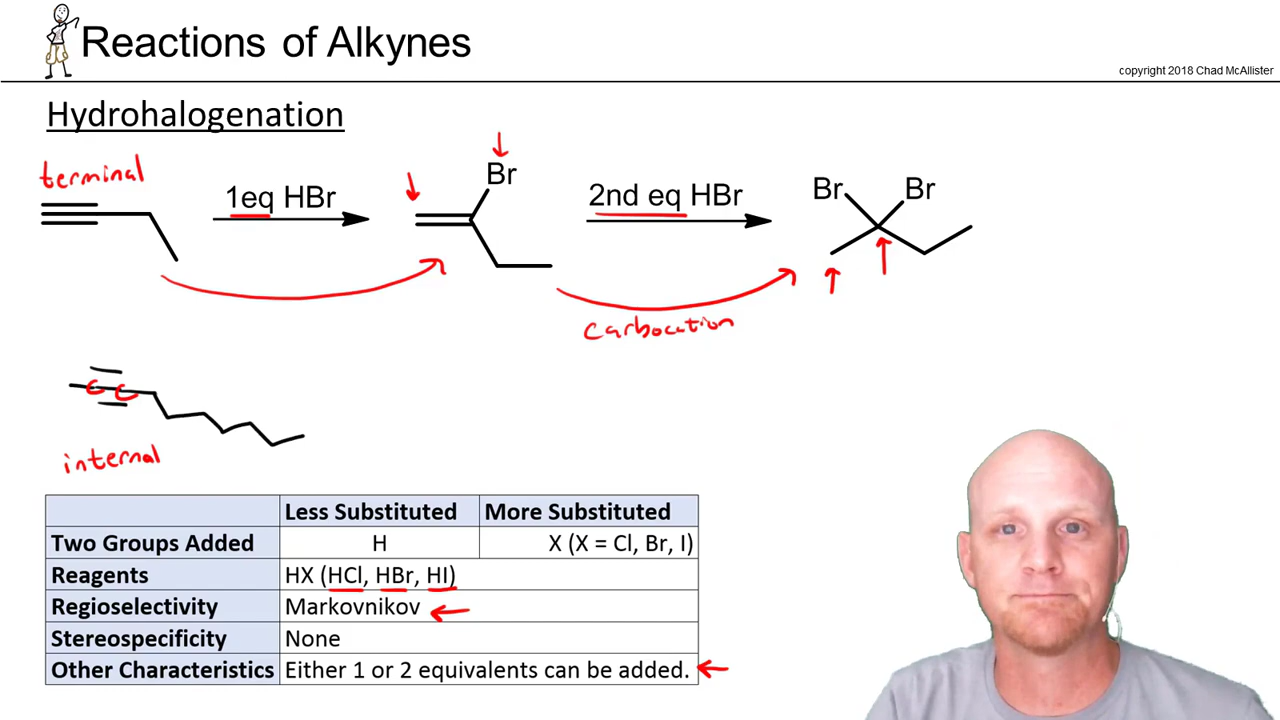 Reactions of Alkynes
copyright 2018 Chad McAllister
Hydrohalogenation
terminal
1eq HBr
Br
2nd eq HBr
Br Br
carbocation
C C
internal
Less Substituted More Substituted
Two Groups Added H X (X = Cl, Br, I)
Reagents HX (HCl, HBr, HI)
Regioselectivity Markovnikov
Stereospecificity None
Other Characteristics Either 1 or 2 equivalents can be added.